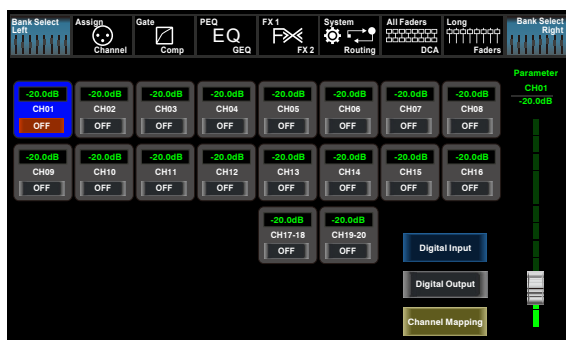 Bank Select
Left
Assign
Channel
Gate
Comp
PEQ
EQ
GEQ
FX 1
FX 2
System
Routing
All Faders
DCA
Long
Faders
Bank Select
Right
Parameter
CH01
-20.0dB
-20.0dB -20.0dB -20.0dB -20.0dB -20.0dB -20.0dB -20.0dB -20.0dB
CH01 CH02 CH03 CH04 CH05 CH06 CH07 CH08
OFF OFF OFF OFF OFF OFF OFF OFF
-20.0dB -20.0dB -20.0dB -20.0dB -20.0dB -20.0dB -20.0dB -20.0dB
CH09 CH10 CH11 CH12 CH13 CH14 CH15 CH16
OFF OFF OFF OFF OFF OFF OFF OFF
-20.0dB -20.0dB
CH17-18 CH19-20
OFF OFF
Digital Input
Digital Output
Channel Mapping